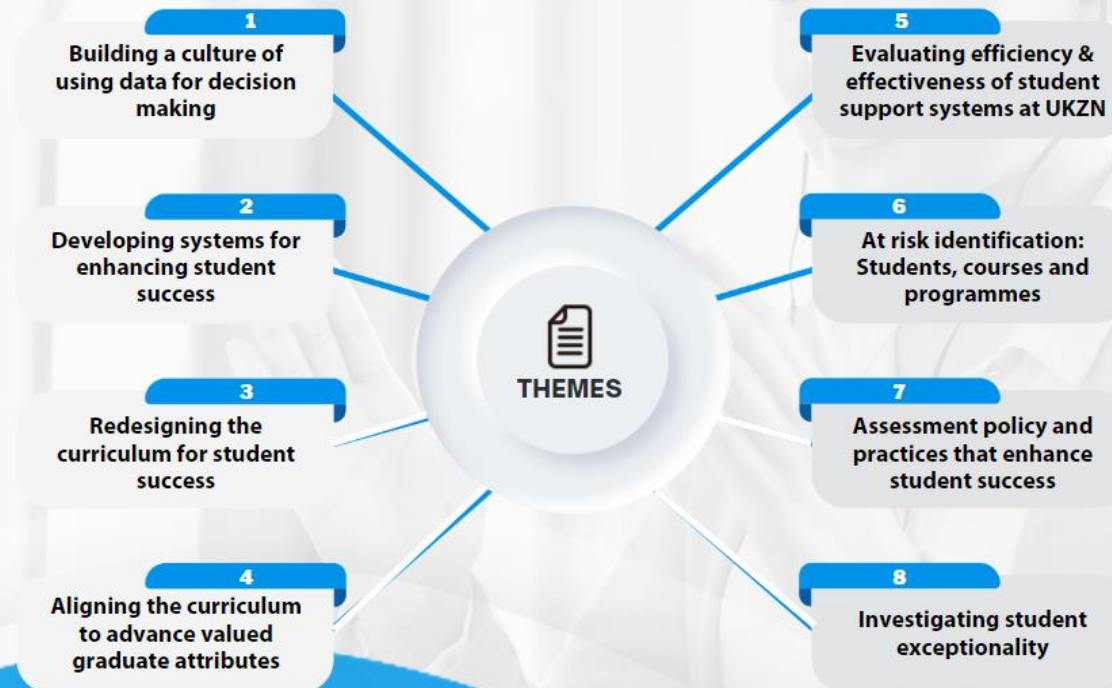 1
Building a culture of
using data for decision
making
2
Developing systems for
enhancing student
success
3
Redesigning the
curriculum for student
success
4
Aligning the curriculum
to advance valued
graduate attributes
THEMES
5
Evaluating efficiency &
effectiveness of student
support systems at UKZN
6
At risk identification:
Students, courses and
programmes
7
Assessment policy and
practices that enhance
student success
8
Investigating student
exceptionality